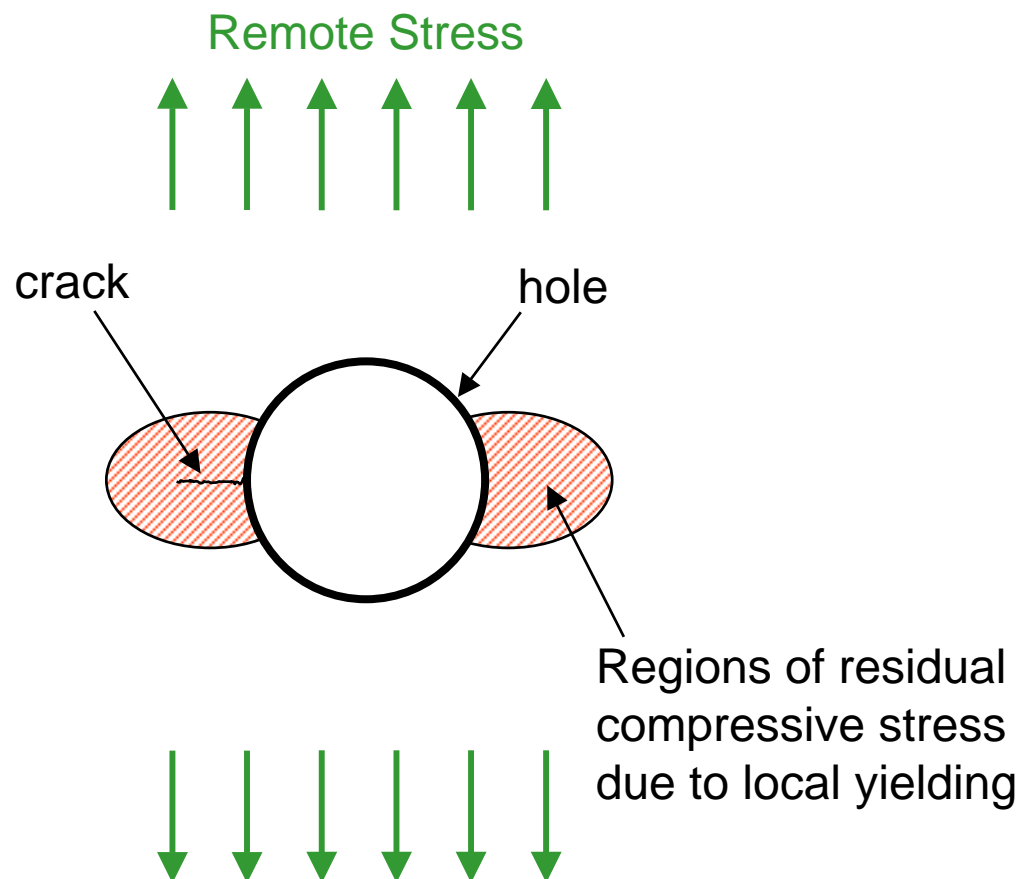 Remote Stress
crack
hole
Regions of residual
compressive stress
due to local yielding